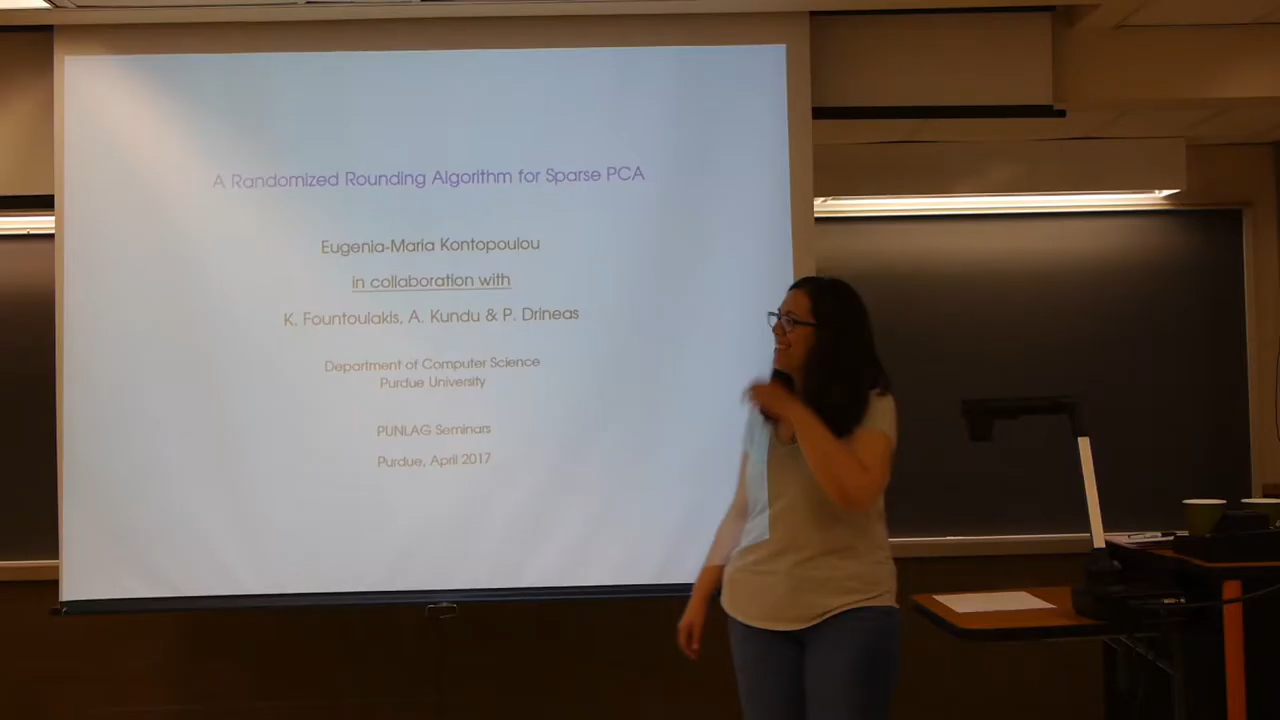 A Randomized Rounding Algorithm for Sparse PCA
Eugenia-Maria Kontopoulou
in collaboration with
K. Fountoulakis, A. Kundu & P. Drineas
Department of Computer Science
Purdue University
PUNLAG Seminars
Purdue, April 2017